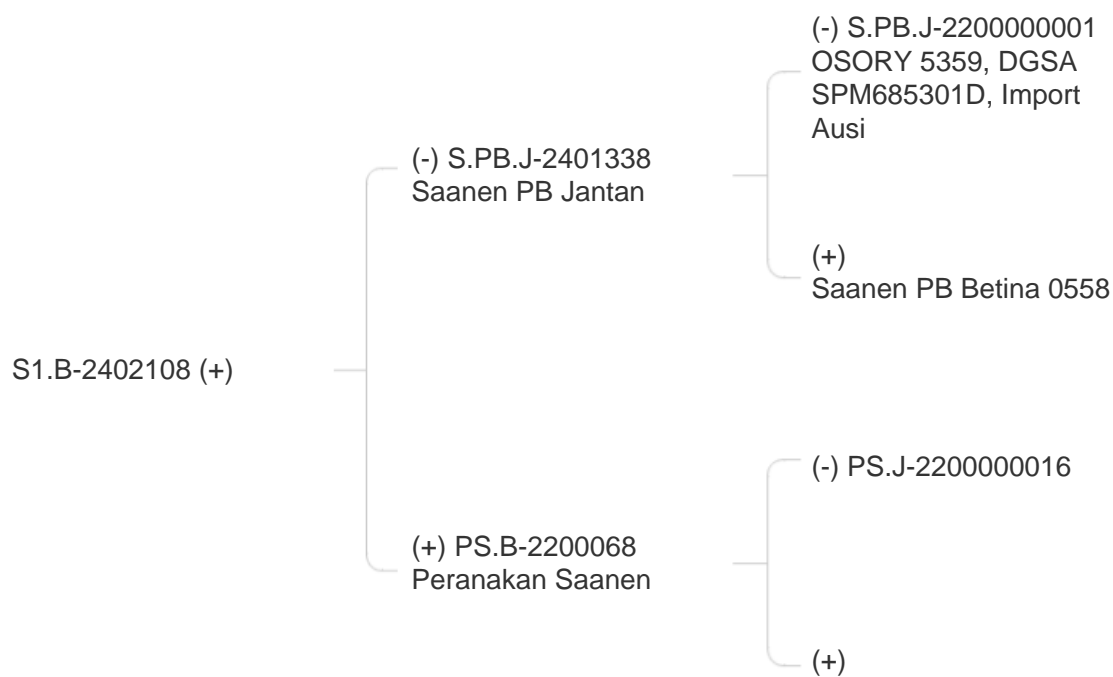 (-) S.PB.J-2200000001
OSORY 5359, DGSA
SPM685301D, Import
Ausi
(-) S.PB.J-2401338
Saanen PB Jantan
(+)
Saanen PB Betina 0558
S1.B-2402108 (+)
(-) PS.J-2200000016
(+) PS.B-2200068
Peranakan Saanen
(+)